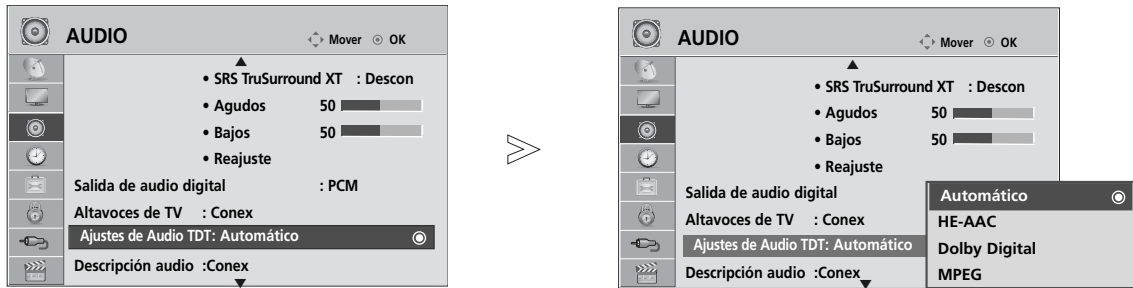 AUDIO
Mover OK
• SRS TruSurround XT : Descon
• Agudos 50
• Bajos 50
• Reajuste
Salida de audio digital : PCM
Altavoces de TV : Conex
Ajustes de Audio TDT: Automático
Descripción audio :Conex
AUDIO
Mover OK
• SRS TruSurround XT : Descon
• Agudos 50
• Bajos 50
• Reajuste
Salida de audio digital
Altavoces de TV : Conex
Ajustes de Audio TDT: Automático
Descripción audio :Conex
Automático
HE-AAC
Dolby Digital
MPEG